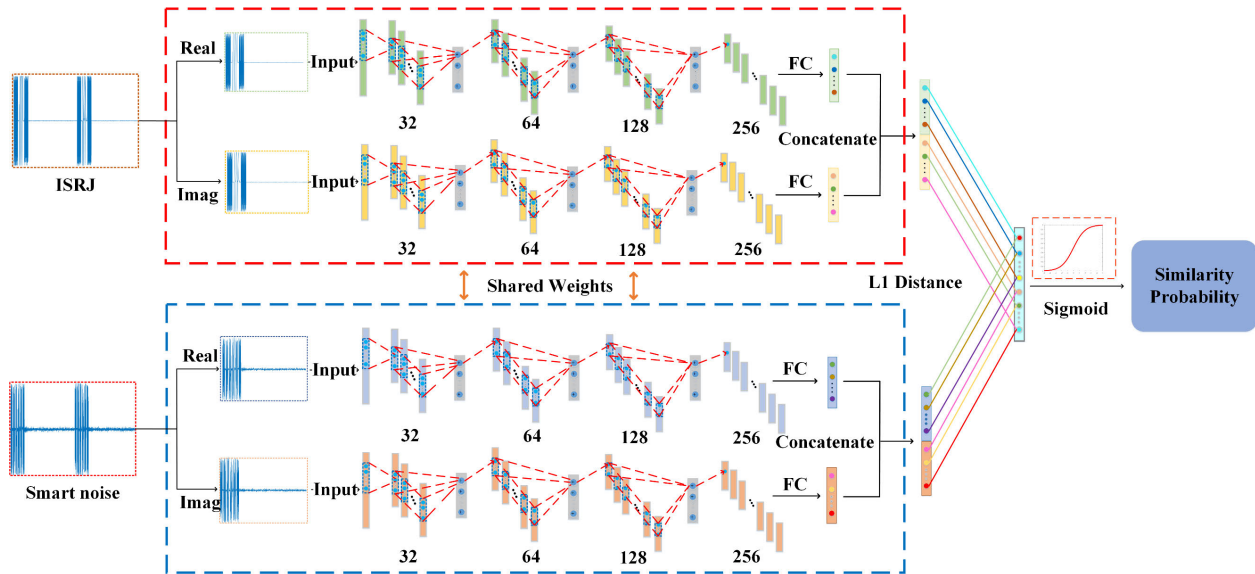 Real
Input
FC
32
64
128
256
Concatenate
ISRJ
Imag
Input
FC
32
64
128
256
Shared Weights
L1 Distance
Sigmoid
Similarity
Probability
Real
Input
FC
32
64
128
256
Concatenate
Smart noise
Imag
Input
FC
32
64
128
256